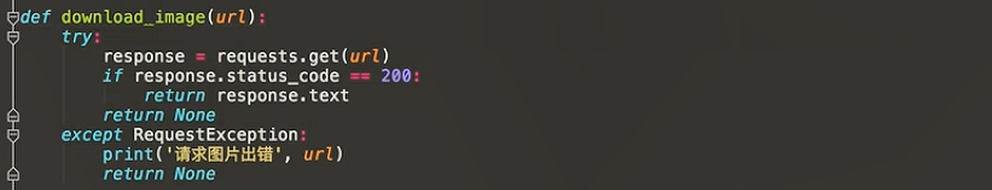 def download_image(url):
    try:
        response = requests.get(url)
        if response.status_code == 200:
            return response.text
        return None
    except RequestException:
        print('请求图片出错', url)
        return None